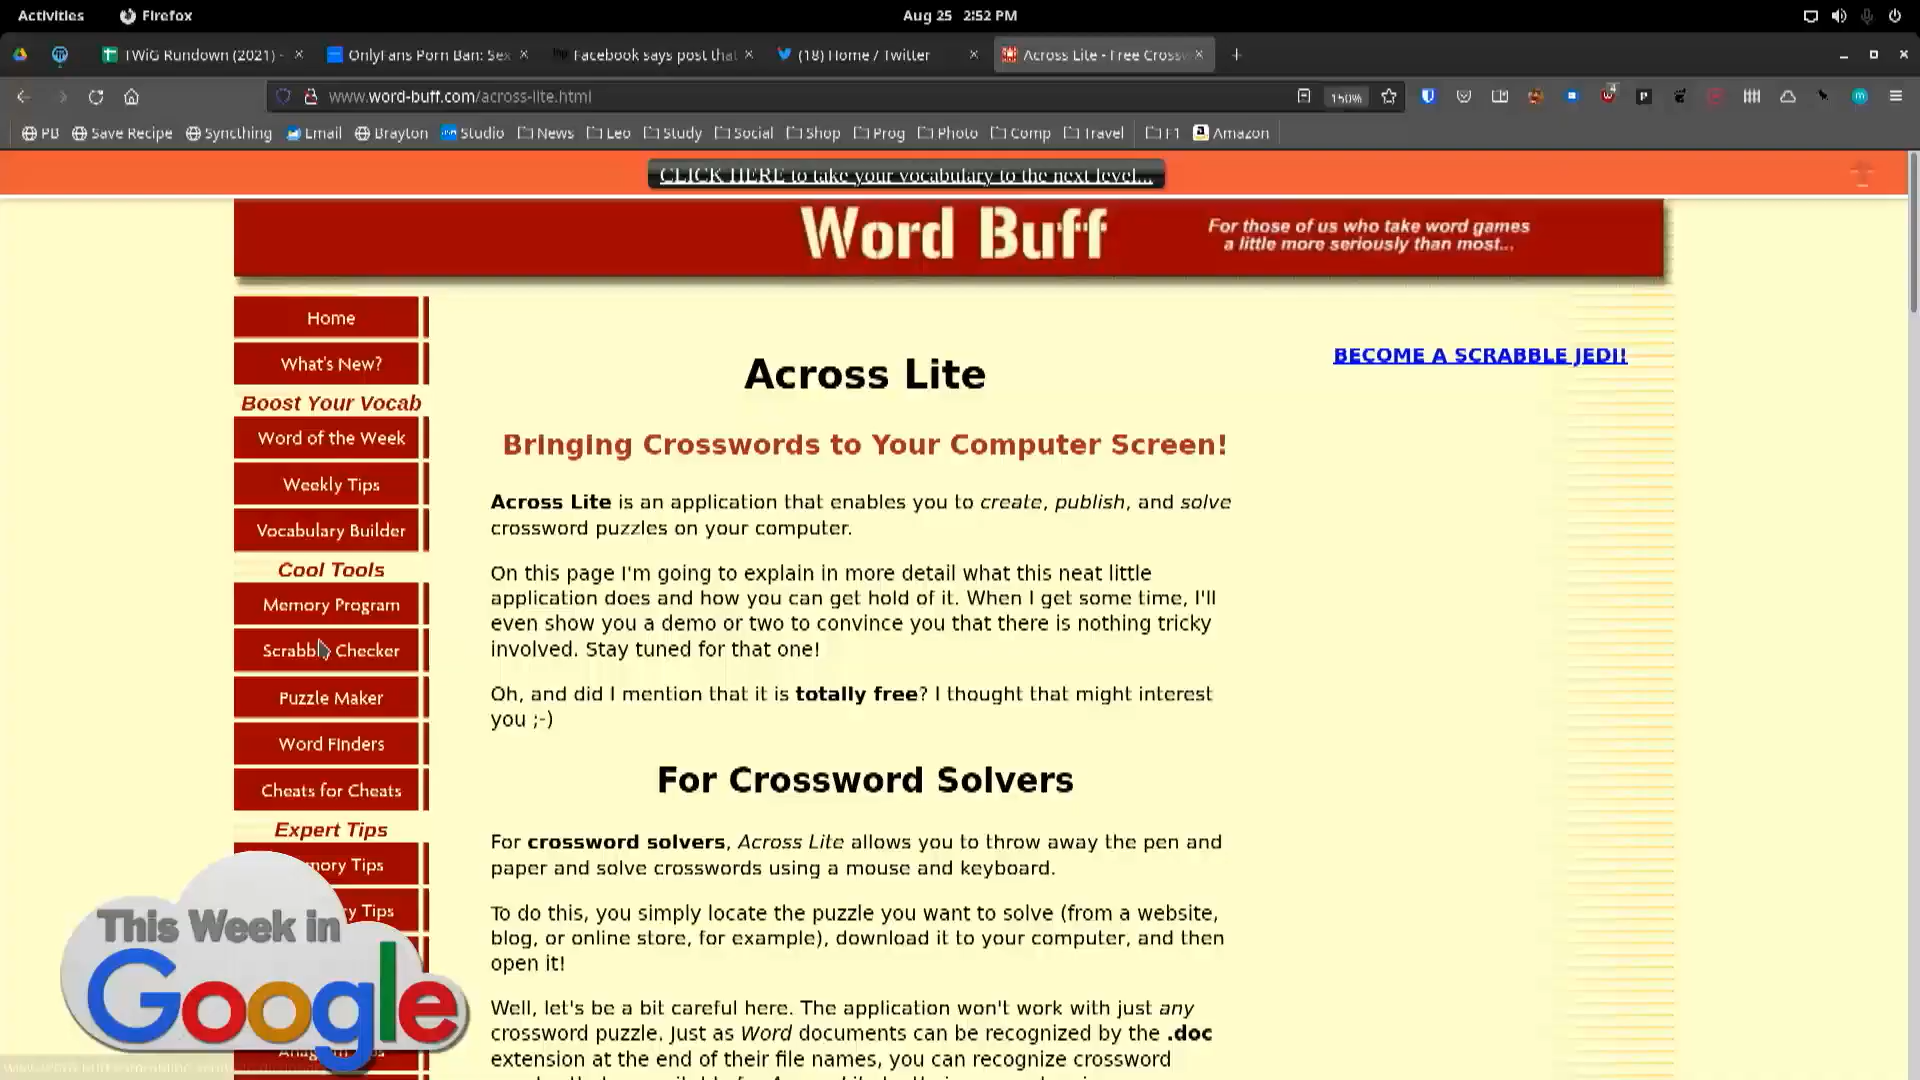 Activities Firefox Aug 25 2:52 PM
TWiG Rundown (2021) - OnlyFans Porn Ban: Sex Facebook says post that (18) Home / Twitter Across Lite - Free Cross
www.word-buff.com/across-lite.html 150%
PB Save Recipe Syncthing Email Brayton Studio News Leo Study Social Shop Prog Photo Comp Travel F1 Amazon
CLICK HERE to take your vocabulary to the next level...
Word Buff
For those of us who take word games
a little more seriously than most...
Home
What's New?
Boost Your Vocab
Word of the Week
Weekly Tips
Vocabulary Builder
Cool Tools
Memory Program
Scrabble Checker
Puzzle Maker
Word Finders
Cheats for Cheats
Expert Tips
mory Tips
ry Tips
This Week in
Google
Across Lite
BECOME A SCRABBLE JEDI!
Bringing Crosswords to Your Computer Screen!
Across Lite is an application that enables you to create, publish, and solve
crossword puzzles on your computer.
On this page I'm going to explain in more detail what this neat little
application does and how you can get hold of it. When I get some time, I'll
even show you a demo or two to convince you that there is nothing tricky
involved. Stay tuned for that one!
Oh, and did I mention that it is totally free? I thought that might interest
you ;-)
For Crossword Solvers
For crossword solvers, Across Lite allows you to throw away the pen and
paper and solve crosswords using a mouse and keyboard.
To do this, you simply locate the puzzle you want to solve (from a website,
blog, or online store, for example), download it to your computer, and then
open it!
Well, let's be a bit careful here. The application won't work with just any
crossword puzzle. Just as Word documents can be recognized by the .doc
extension at the end of their file names, you can recognize crossword